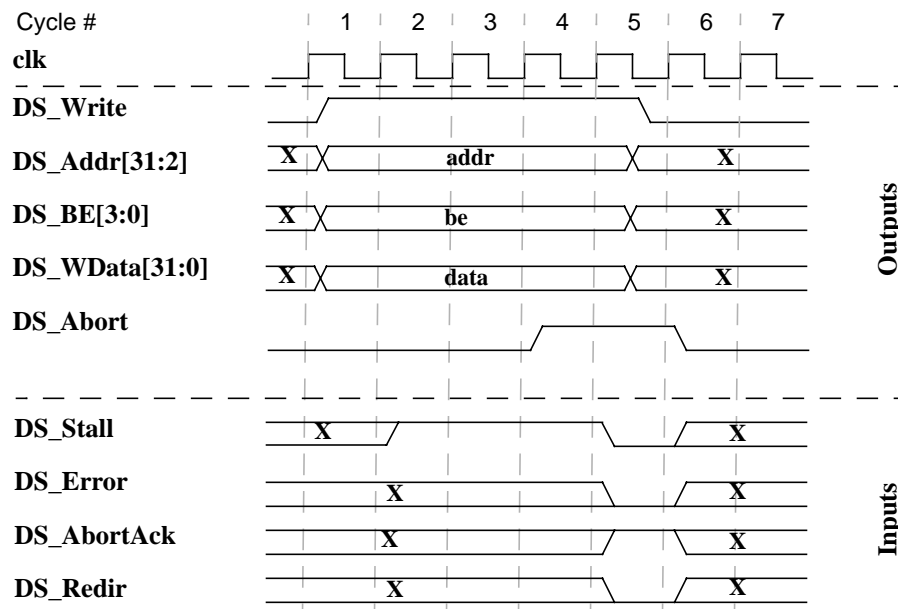 Cycle # 1 2 3 4 5 6 7
clk
DS_Write
DS_Addr[31:2] X addr X
DS_BE[3:0] X be X
DS_WData[31:0] X data X
DS_Abort
Outputs
DS_Stall X X
DS_Error X X
DS_AbortAck X X
DS_Redir X X
Inputs